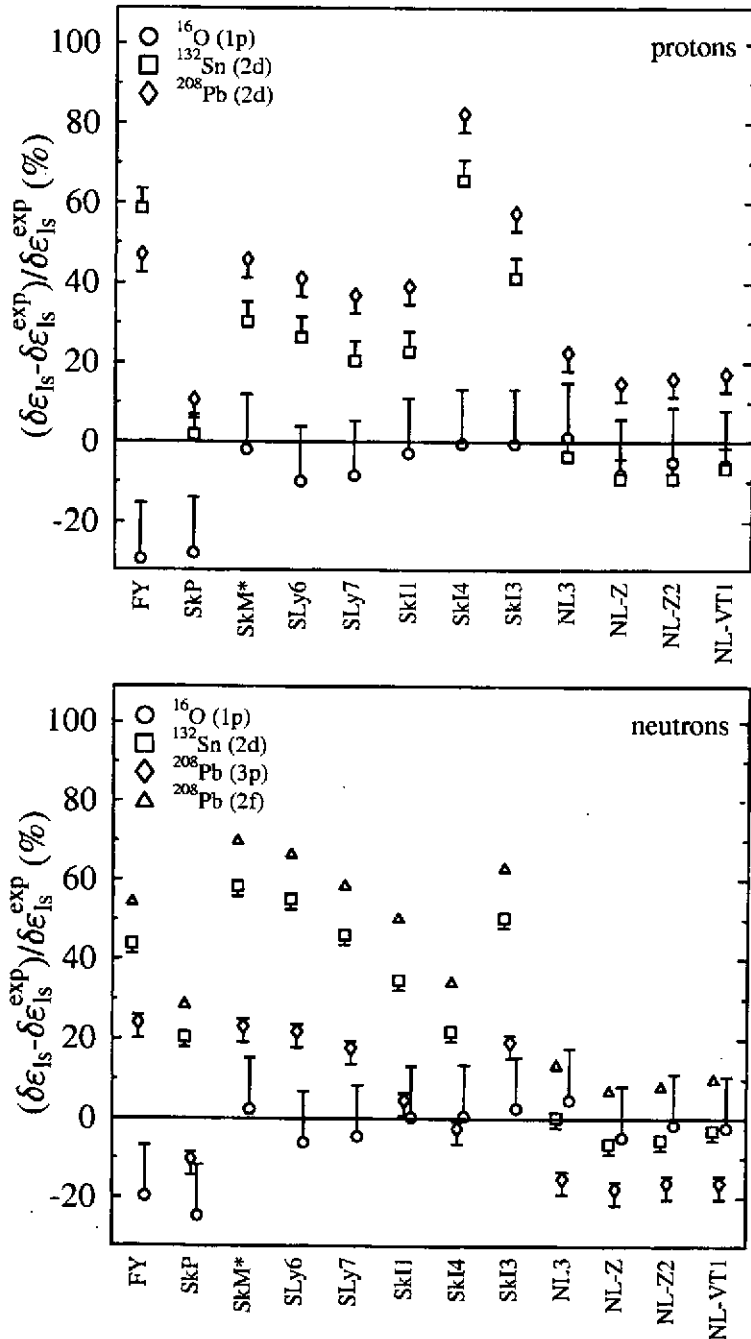 100
80
60
40
20
0
-20
(δε_ls-δε_ls^exp)/δε_ls^exp (%)
¹⁶O (1p)
¹³²Sn (2d)
²⁰⁸Pb (2d)
protons
FY
SkP
SkM*
SLy6
SLy7
SkI1
SkI4
SkI3
NL3
NL-Z
NL-Z2
NL-VT1
100
80
60
40
20
0
-20
(δε_ls-δε_ls^exp)/δε_ls^exp (%)
¹⁶O (1p)
¹³²Sn (2d)
²⁰⁸Pb (3p)
²⁰⁸Pb (2f)
neutrons
FY
SkP
SkM*
SLy6
SLy7
SkI1
SkI4
SkI3
NL3
NL-Z
NL-Z2
NL-VT1